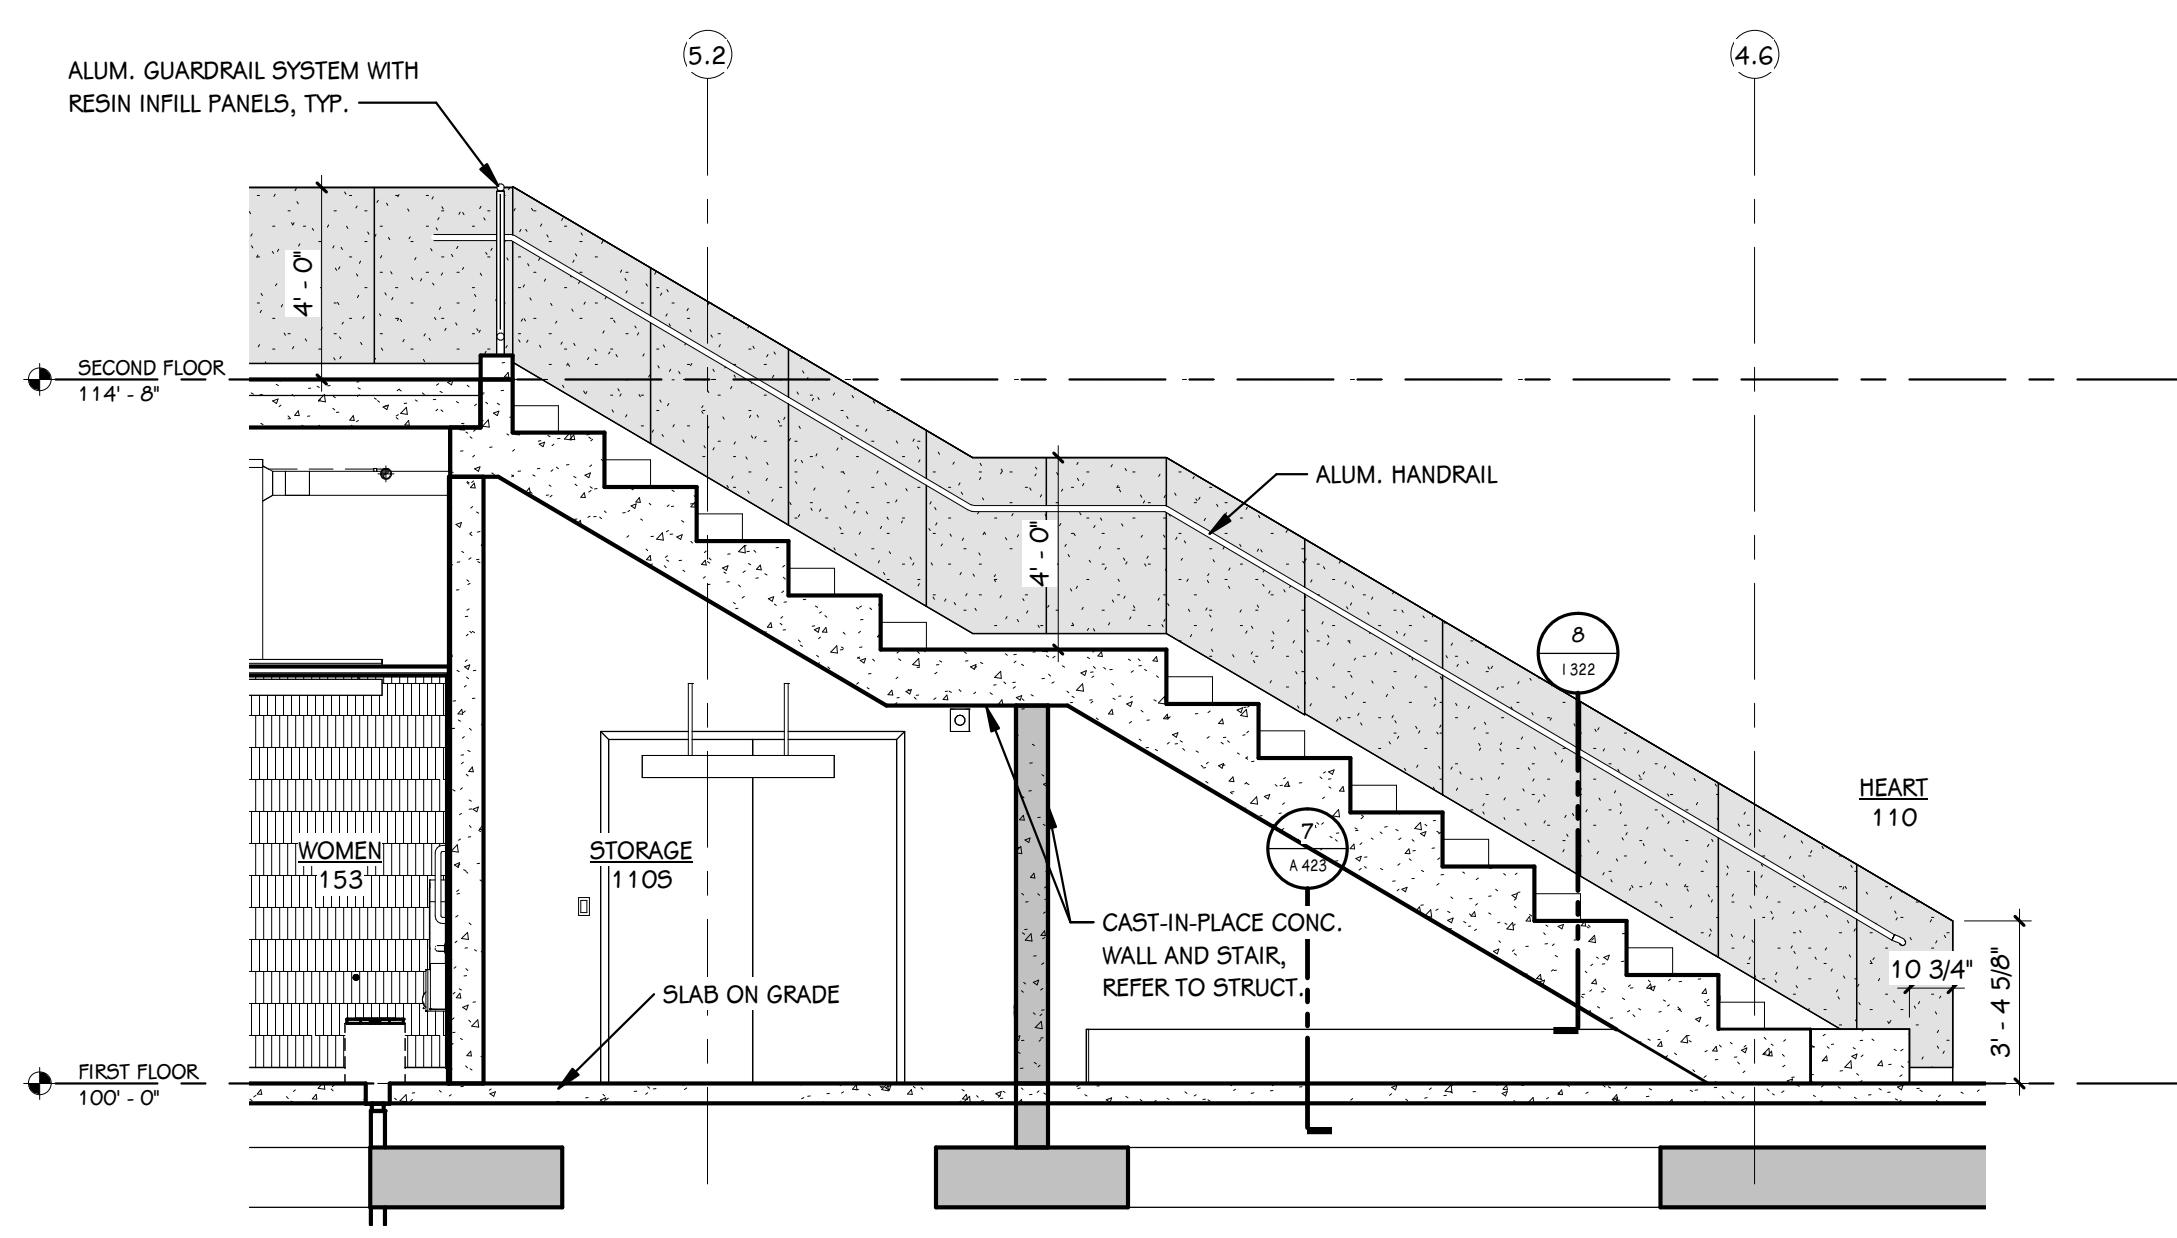 5.2
4.6
ALUM. GUARDRAIL SYSTEM WITH
RESIN INFILL PANELS, TYP.
4' - 0"
SECOND FLOOR
114' - 8"
ALUM. HANDRAIL
4' - 0"
8
I 322
HEART
110
7
A 423
WOMEN
153
STORAGE
110S
CAST-IN-PLACE CONC.
WALL AND STAIR,
REFER TO STRUCT.
10 3/4"
3' - 4 5/8"
SLAB ON GRADE
FIRST FLOOR
100' - 0"